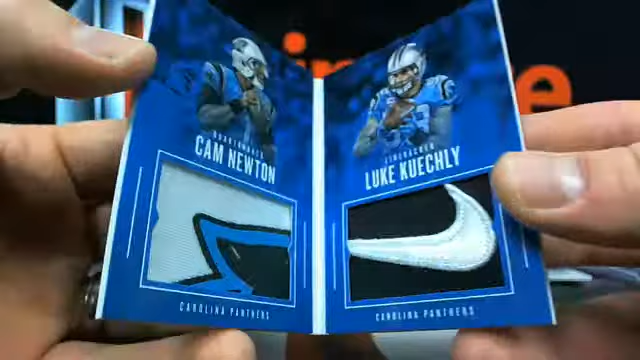 QUARTERBACK
CAM NEWTON
CAROLINA PANTHERS
LINEBACKER
LUKE KUECHLY
CAROLINA PANTHERS